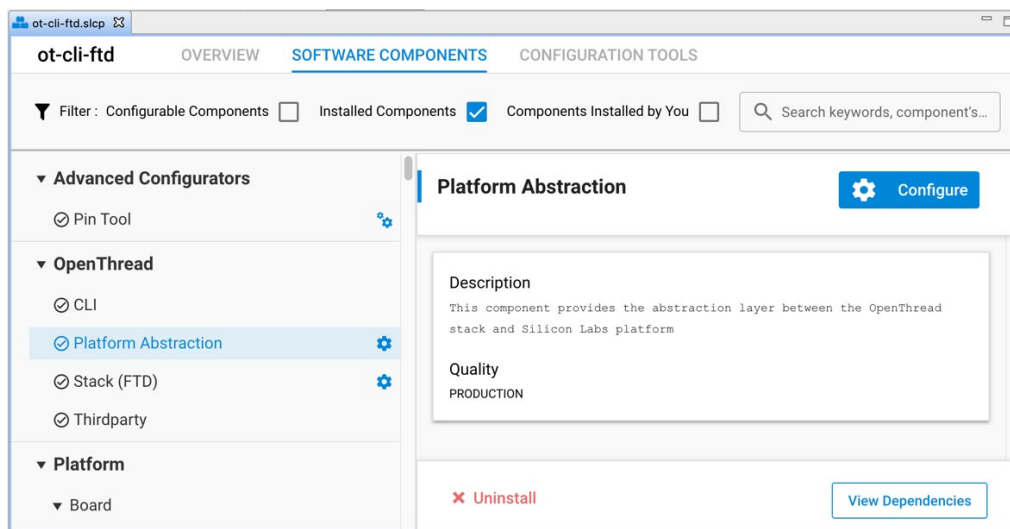 ot-cli-ftd.slcp
ot-cli-ftd OVERVIEW SOFTWARE COMPONENTS CONFIGURATION TOOLS
Filter : Configurable Components Installed Components Components Installed by You Search keywords, component's...
Advanced Configurators
Pin Tool
OpenThread
CLI
Platform Abstraction
Stack (FTD)
Thirdparty
Platform
Board
Platform Abstraction Configure
Description
This component provides the abstraction layer between the OpenThread
stack and Silicon Labs platform
Quality
PRODUCTION
Uninstall View Dependencies